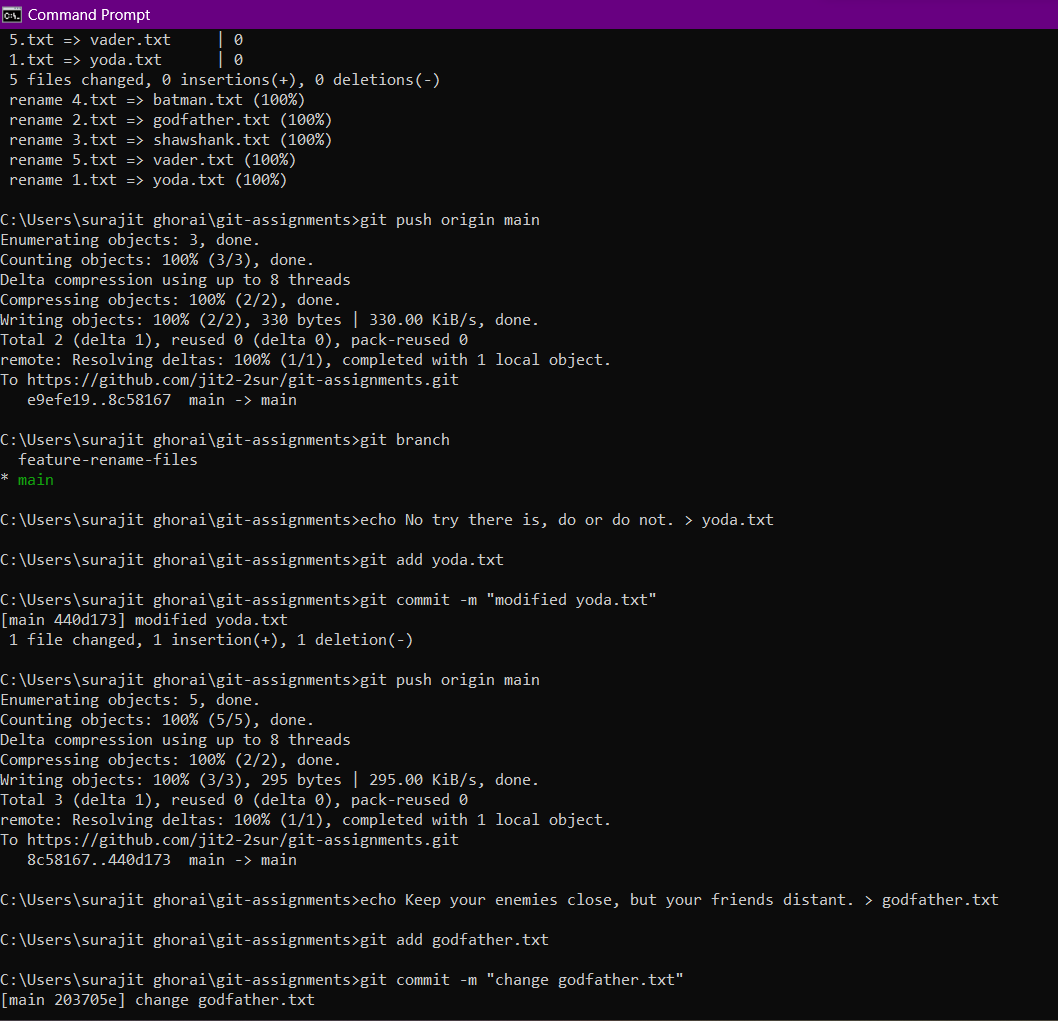 Command Prompt
5.txt => vader.txt     | 0
1.txt => yoda.txt      | 0
5 files changed, 0 insertions(+), 0 deletions(-)
rename 4.txt => batman.txt (100%)
rename 2.txt => godfather.txt (100%)
rename 3.txt => shawshank.txt (100%)
rename 5.txt => vader.txt (100%)
rename 1.txt => yoda.txt (100%)
C:\Users\surajit ghorai\git-assignments>git push origin main
Enumerating objects: 3, done.
Counting objects: 100% (3/3), done.
Delta compression using up to 8 threads
Compressing objects: 100% (2/2), done.
Writing objects: 100% (2/2), 330 bytes | 330.00 KiB/s, done.
Total 2 (delta 1), reused 0 (delta 0), pack-reused 0
remote: Resolving deltas: 100% (1/1), completed with 1 local object.
To https://github.com/jit2-2sur/git-assignments.git
   e9efe19..8c58167  main -> main
C:\Users\surajit ghorai\git-assignments>git branch
  feature-rename-files
* main
C:\Users\surajit ghorai\git-assignments>echo No try there is, do or do not. > yoda.txt
C:\Users\surajit ghorai\git-assignments>git add yoda.txt
C:\Users\surajit ghorai\git-assignments>git commit -m "modified yoda.txt"
[main 440d173] modified yoda.txt
 1 file changed, 1 insertion(+), 1 deletion(-)
C:\Users\surajit ghorai\git-assignments>git push origin main
Enumerating objects: 5, done.
Counting objects: 100% (5/5), done.
Delta compression using up to 8 threads
Compressing objects: 100% (2/2), done.
Writing objects: 100% (3/3), 295 bytes | 295.00 KiB/s, done.
Total 3 (delta 1), reused 0 (delta 0), pack-reused 0
remote: Resolving deltas: 100% (1/1), completed with 1 local object.
To https://github.com/jit2-2sur/git-assignments.git
   8c58167..440d173  main -> main
C:\Users\surajit ghorai\git-assignments>echo Keep your enemies close, but your friends distant. > godfather.txt
C:\Users\surajit ghorai\git-assignments>git add godfather.txt
C:\Users\surajit ghorai\git-assignments>git commit -m "change godfather.txt"
[main 203705e] change godfather.txt